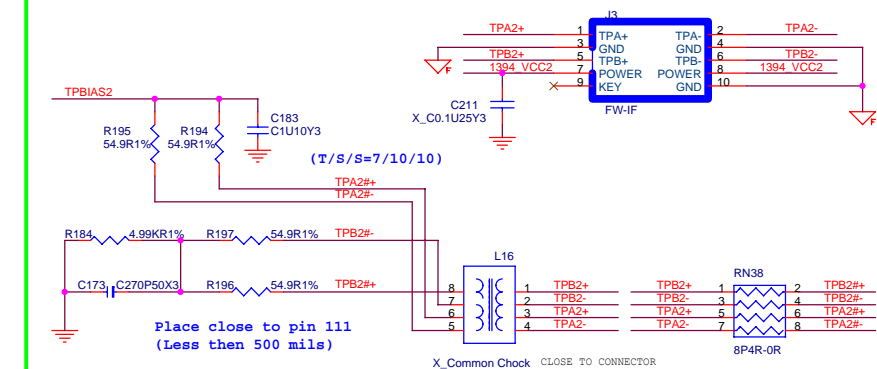 J3
TPA2+ 1 TPA+ TPA- 2 TPA2-
3 GND GND 4
TPB2+ 5 TPB+ TPB- 6 TPB2-
1394_VCC2 7 POWER POWER 8 1394_VCC2
9 KEY GND 10
F
F
FW-IF
C211
X_C0.1U25Y3
TPBIAS2
R195
54.9R1%
R194
54.9R1%
C183
C1U10Y3
(T/S/S=7/10/10)
TPA2#+
TPA2#-
R184 4.99KR1% R197 54.9R1% TPB2#-
C173 C270P50X3 R196 54.9R1% TPB2#+
Place close to pin 111
(Less then 500 mils)
L16
8 1 TPB2+
7 2 TPB2-
6 3 TPA2+
5 4 TPA2-
X_Common Chock CLOSE TO CONNECTOR
RN38
TPB2+ 1 2 TPB2#+
TPB2- 3 4 TPB2#-
TPA2+ 5 6 TPA2#+
TPA2- 7 8 TPA2#-
8P4R-0R